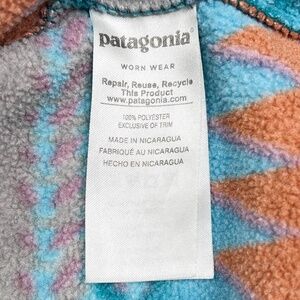 patagonia
WORN WEAR
Repair, Reuse, Recycle
This Product
www.patagonia.com
100% POLYESTER
EXCLUSIVE OF TRIM
MADE IN NICARAGUA
FABRIQUÉ AU NICARAGUA
HECHO EN NICARAGUA